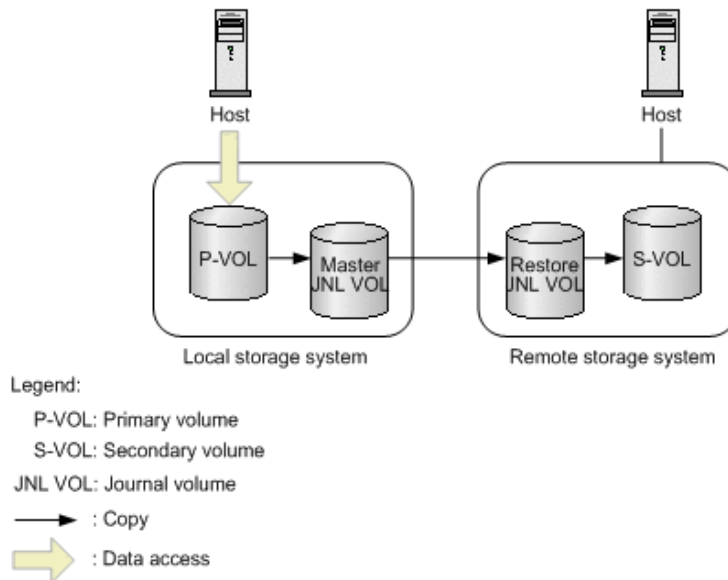 Host
Host
P-VOL
Master
JNL VOL
Restore
JNL VOL
S-VOL
Local storage system
Remote storage system
Legend:
P-VOL: Primary volume
S-VOL: Secondary volume
JNL VOL: Journal volume
: Copy
: Data access